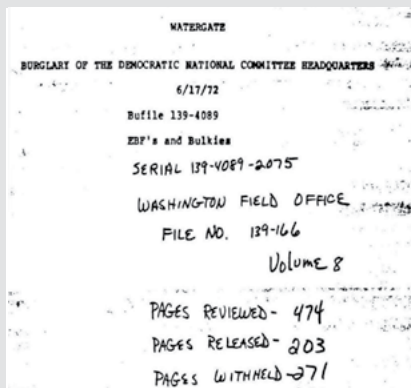 WATERGATE
BURGLARY OF THE DEMOCRATIC NATIONAL COMMITTEE HEADQUARTERS
6/17/72
Bufile 139-4089
EBF's and Bulkies
SERIAL 139-4089-2075
WASHINGTON FIELD OFFICE
FILE NO. 139-166
Volume 8
PAGES REVIEWED- 474
PAGES RELEASED- 203
PAGES WITHHELD-271